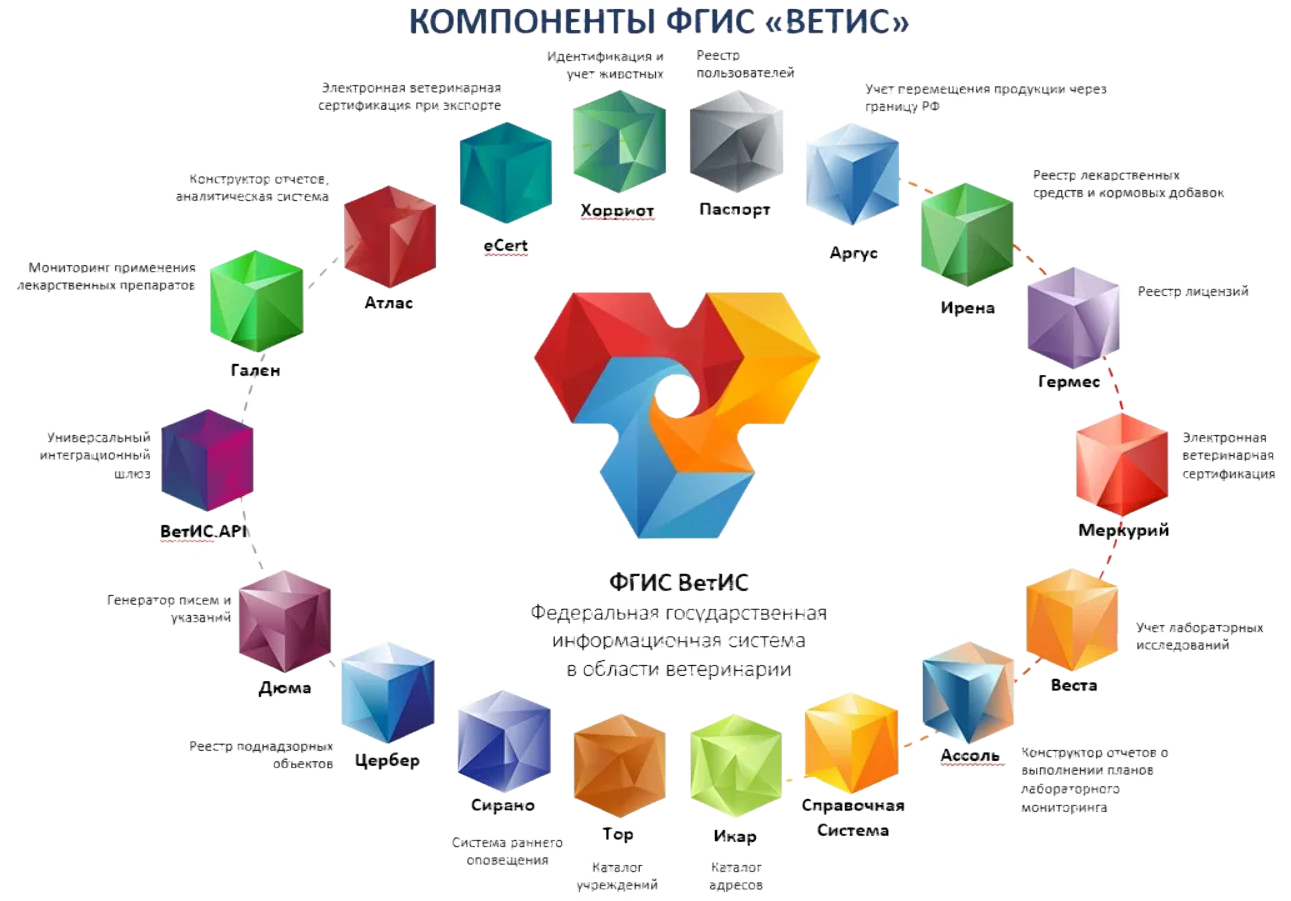 КОМПОНЕНТЫ ФГИС «ВЕТИС»
Идентификация и
учет животных
Хорриот
Реестр
пользователей
Паспорт
Учет перемещения продукции через
границу РФ
Аргус
Реестр лекарственных
средств и кормовых добавок
Ирена
Реестр лицензий
Гермес
Электронная
ветеринарная
сертификация
Меркурий
Учет лабораторных
исследований
Веста
Конструктор отчетов о
выполнении планов
лабораторного
мониторинга
Ассоль
Справочная
Система
Икар
Каталог
адресов
Тор
Каталог
учреждений
Сирано
Система раннего
оповещения
Реестр поднадзорных
объектов
Цербер
Генератор писем и
указаний
Дюма
Универсальный
интеграционный
шлюз
ВетИС.API
Мониторинг применения
лекарственных препаратов
Гален
Конструктор отчетов,
аналитическая система
Атлас
Электронная ветеринарная
сертификация при экспорте
eCert
ФГИС ВетИС
Федеральная государственная
информационная система
в области ветеринарии